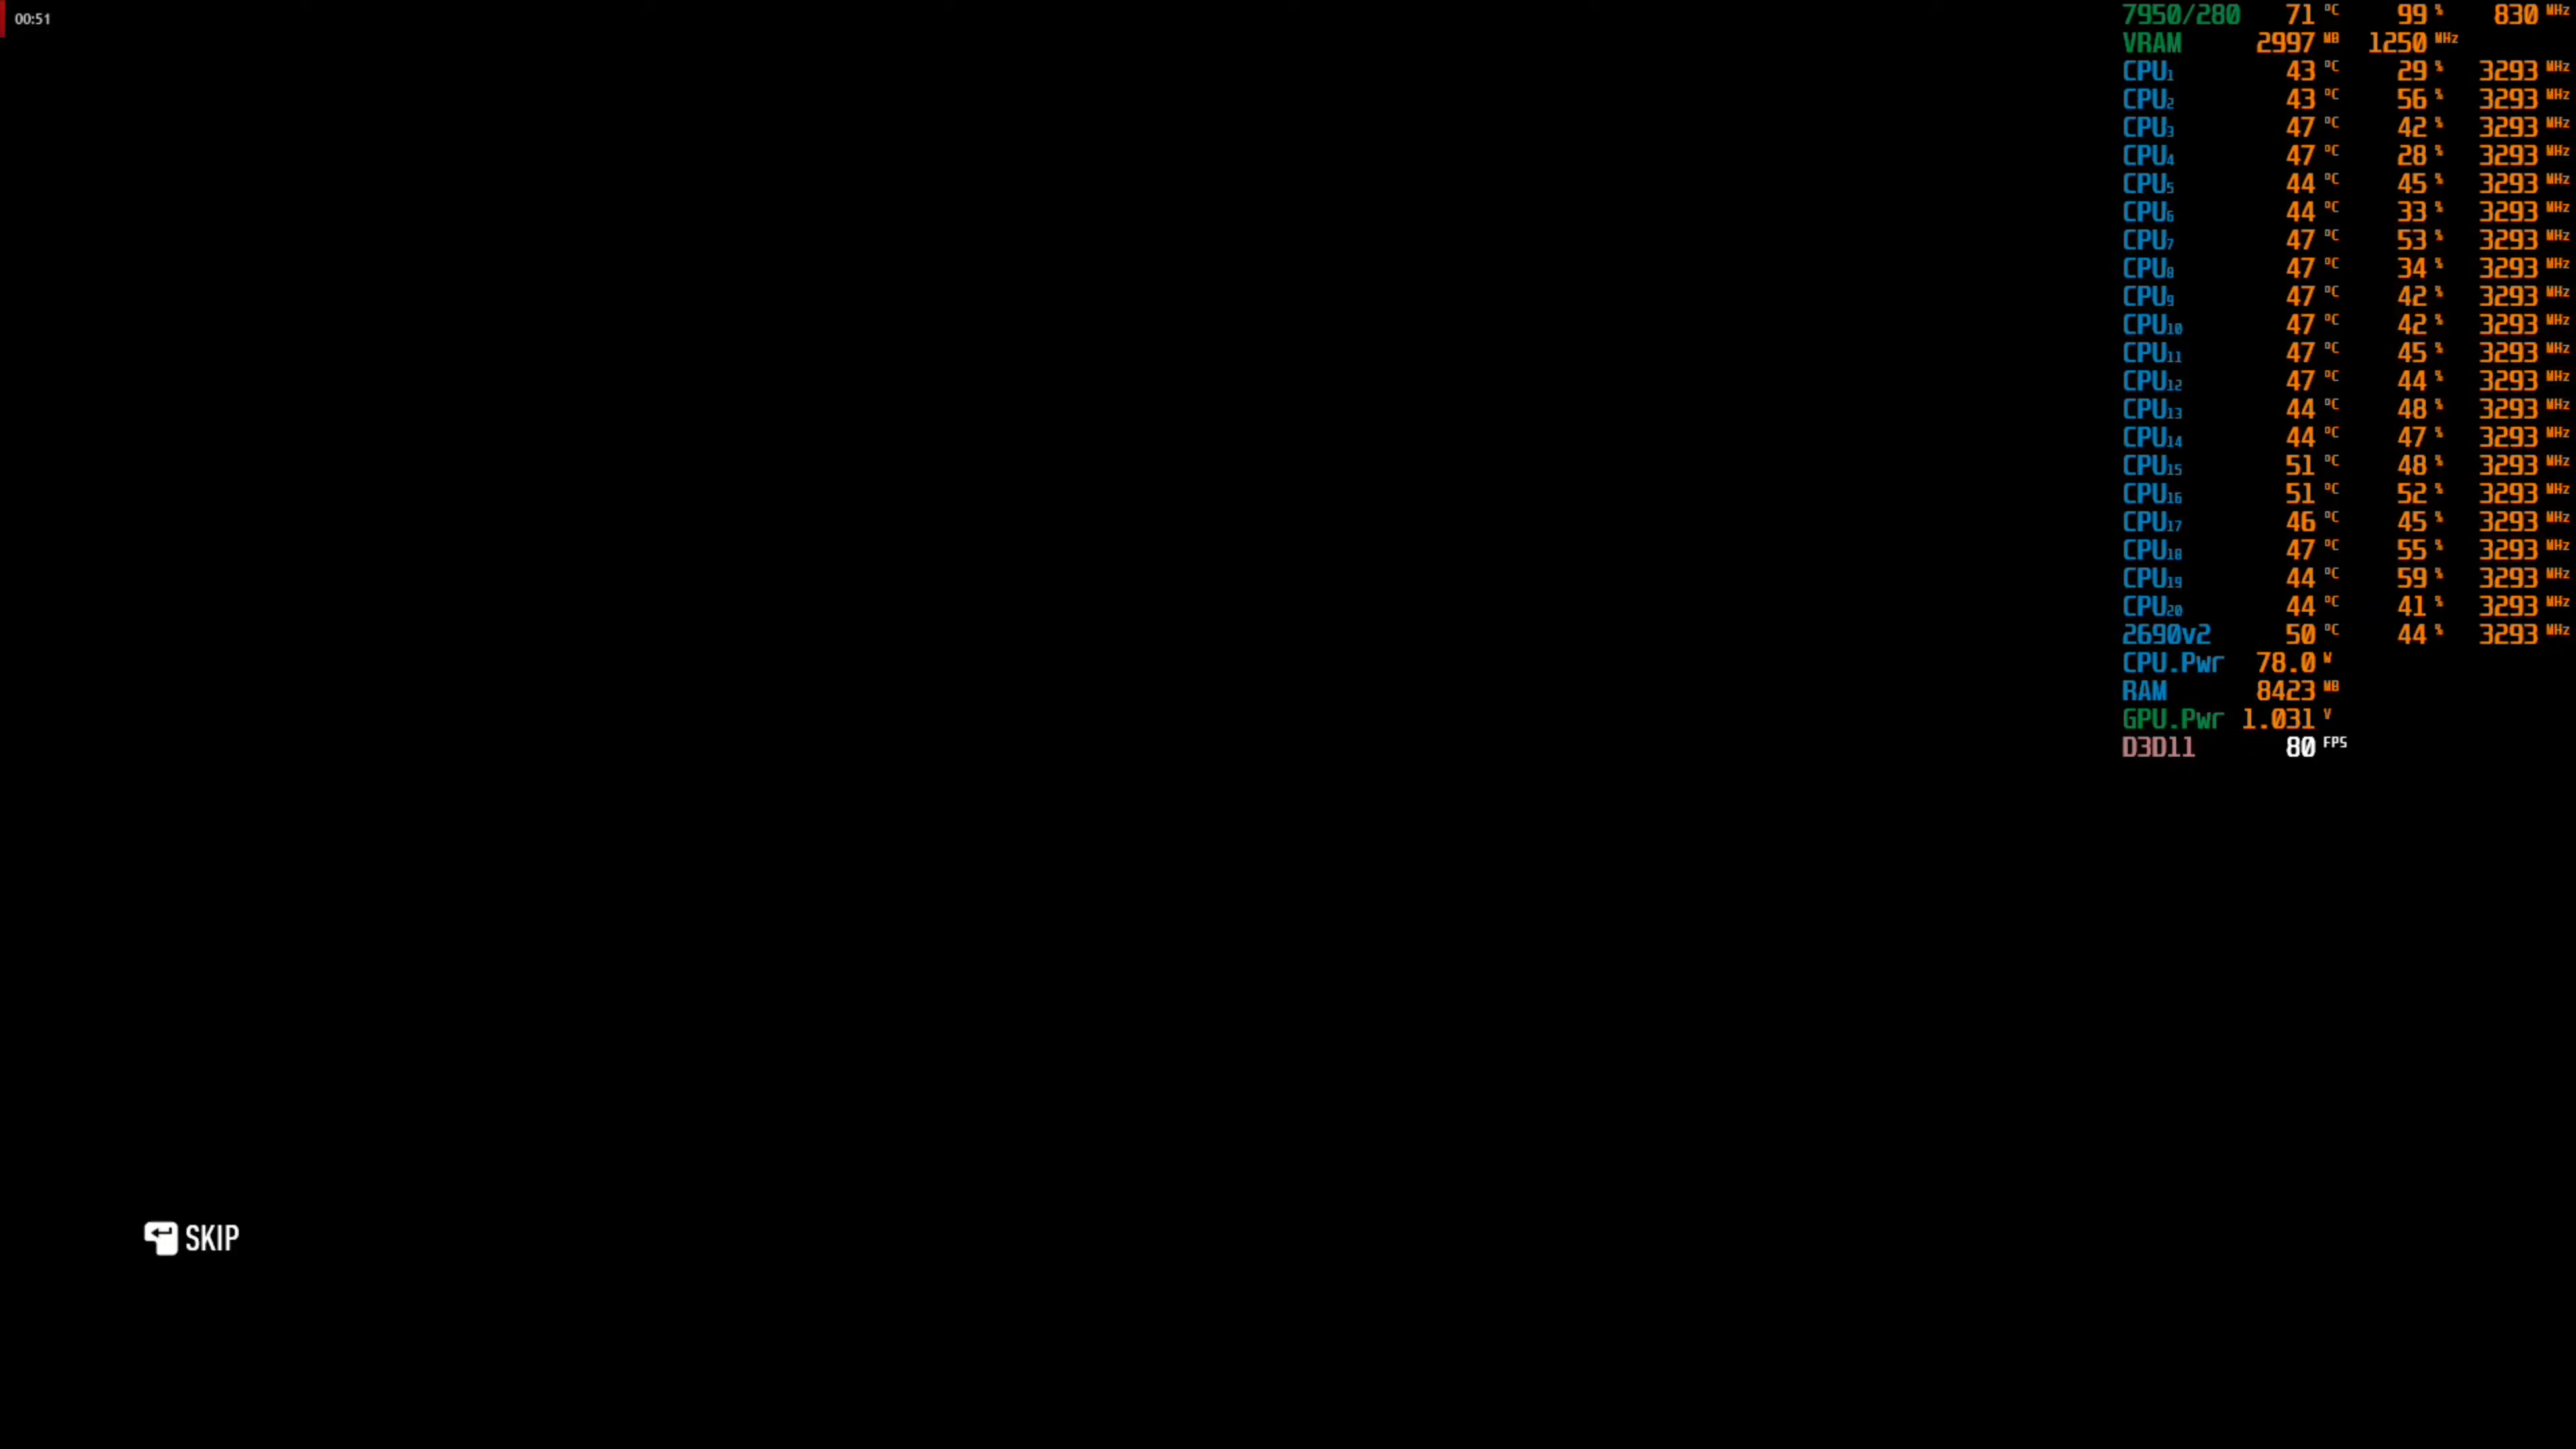 00:51
7950/280 71 °C 99 % 830 MHz
VRAM 2997 MB 1250 MHz
CPU1 43 °C 29 % 3293 MHz
CPU2 43 °C 56 % 3293 MHz
CPU3 47 °C 42 % 3293 MHz
CPU4 47 °C 28 % 3293 MHz
CPU5 44 °C 45 % 3293 MHz
CPU6 44 °C 33 % 3293 MHz
CPU7 47 °C 53 % 3293 MHz
CPU8 47 °C 34 % 3293 MHz
CPU9 47 °C 42 % 3293 MHz
CPU10 47 °C 42 % 3293 MHz
CPU11 47 °C 45 % 3293 MHz
CPU12 47 °C 44 % 3293 MHz
CPU13 44 °C 48 % 3293 MHz
CPU14 44 °C 47 % 3293 MHz
CPU15 51 °C 48 % 3293 MHz
CPU16 51 °C 52 % 3293 MHz
CPU17 46 °C 45 % 3293 MHz
CPU18 47 °C 55 % 3293 MHz
CPU19 44 °C 59 % 3293 MHz
CPU20 44 °C 41 % 3293 MHz
2690v2 50 °C 44 % 3293 MHz
CPU.Pwr 78.0 W
RAM 8423 MB
GPU.Pwr 1.031 V
D3D11 80 FPS
SKIP